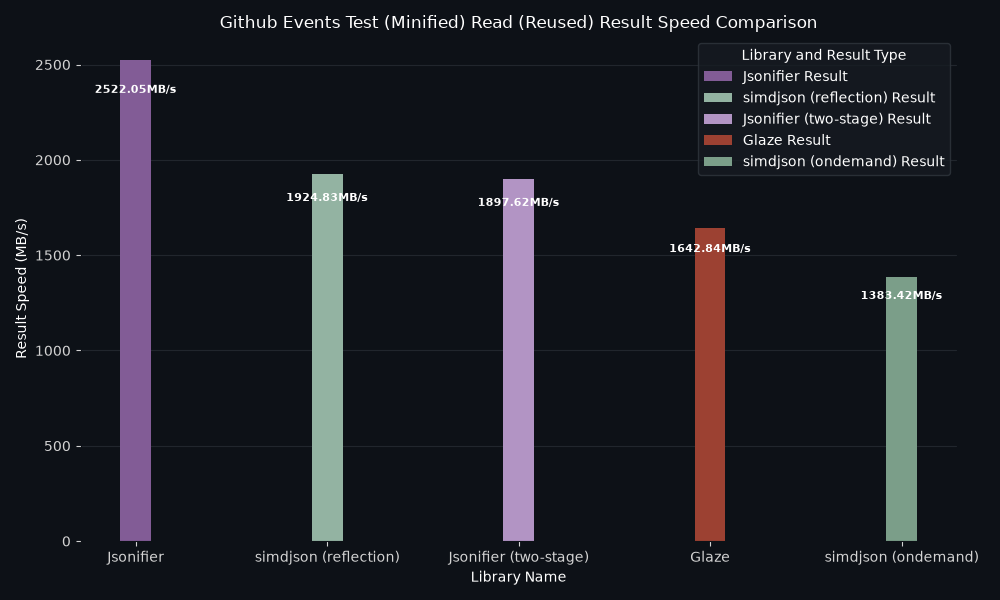 Github Events Test (Minified) Read (Reused) Result Speed Comparison
Library and Result Type
Jsonifier Result
simdjson (reflection) Result
Jsonifier (two-stage) Result
Glaze Result
simdjson (ondemand) Result
2522.05MB/s
1924.83MB/s
1897.62MB/s
1642.84MB/s
1383.42MB/s
Result Speed (MB/s)
2500
2000
1500
1000
500
0
Jsonifier
simdjson (reflection)
Jsonifier (two-stage)
Glaze
simdjson (ondemand)
Library Name